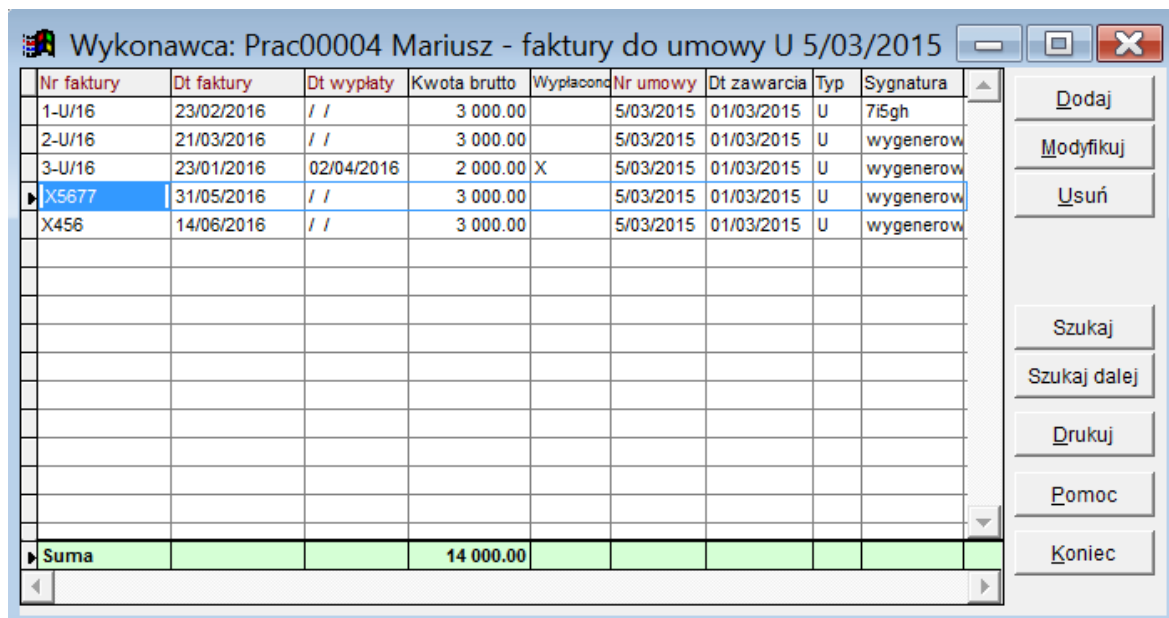 Wykonawca: Prac00004 Mariusz - faktury do umowy U 5/03/2015
Nr faktury Dt faktury Dt wypłaty Kwota brutto Wypłacono Nr umowy Dt zawarcia Typ Sygnatura
1-U/16 23/02/2016 / / 3 000.00 5/03/2015 01/03/2015 U 7i5gh
2-U/16 21/03/2016 / / 3 000.00 5/03/2015 01/03/2015 U wygenerow
3-U/16 23/01/2016 02/04/2016 2 000.00 X 5/03/2015 01/03/2015 U wygenerow
X5677 31/05/2016 / / 3 000.00 5/03/2015 01/03/2015 U wygenerow
X456 14/06/2016 / / 3 000.00 5/03/2015 01/03/2015 U wygenerow
Suma 14 000.00
Dodaj
Modyfikuj
Usuń
Szukaj
Szukaj dalej
Drukuj
Pomoc
Koniec